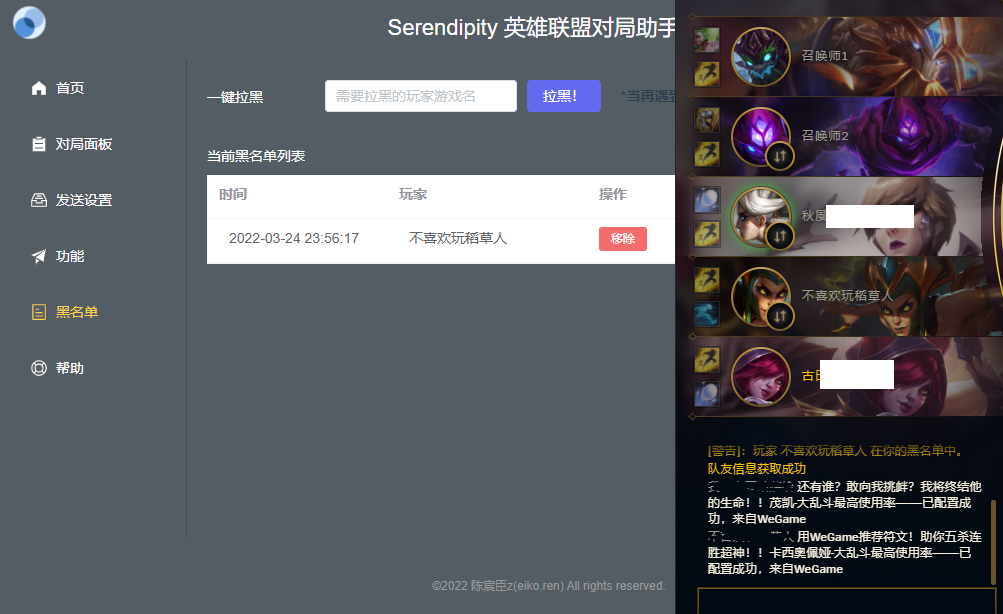 Serendipity 英雄联盟对局助手
首页
对局面板
发送设置
功能
黑名单
帮助
一键拉黑
需要拉黑的玩家游戏名
拉黑！
*当再遇
当前黑名单列表
时间
玩家
操作
2022-03-24 23:56:17
不喜欢玩稻草人
移除
©2022 陈宸臣z(eiko.ren) All rights reserved.
召唤师1
召唤师2
秋風
不喜欢玩稻草人
古
[警告]：玩家 不喜欢玩稻草人 在你的黑名单中。
队友信息获取成功
还有谁？敢向我挑衅？我将终结他
的生命！！茂凯-大乱斗最高使用率——已配置成
功，来自WeGame
用WeGame推荐符文！助你五杀连
胜超神！！卡西奥佩娅-大乱斗最高使用率——已
配置成功，来自WeGame